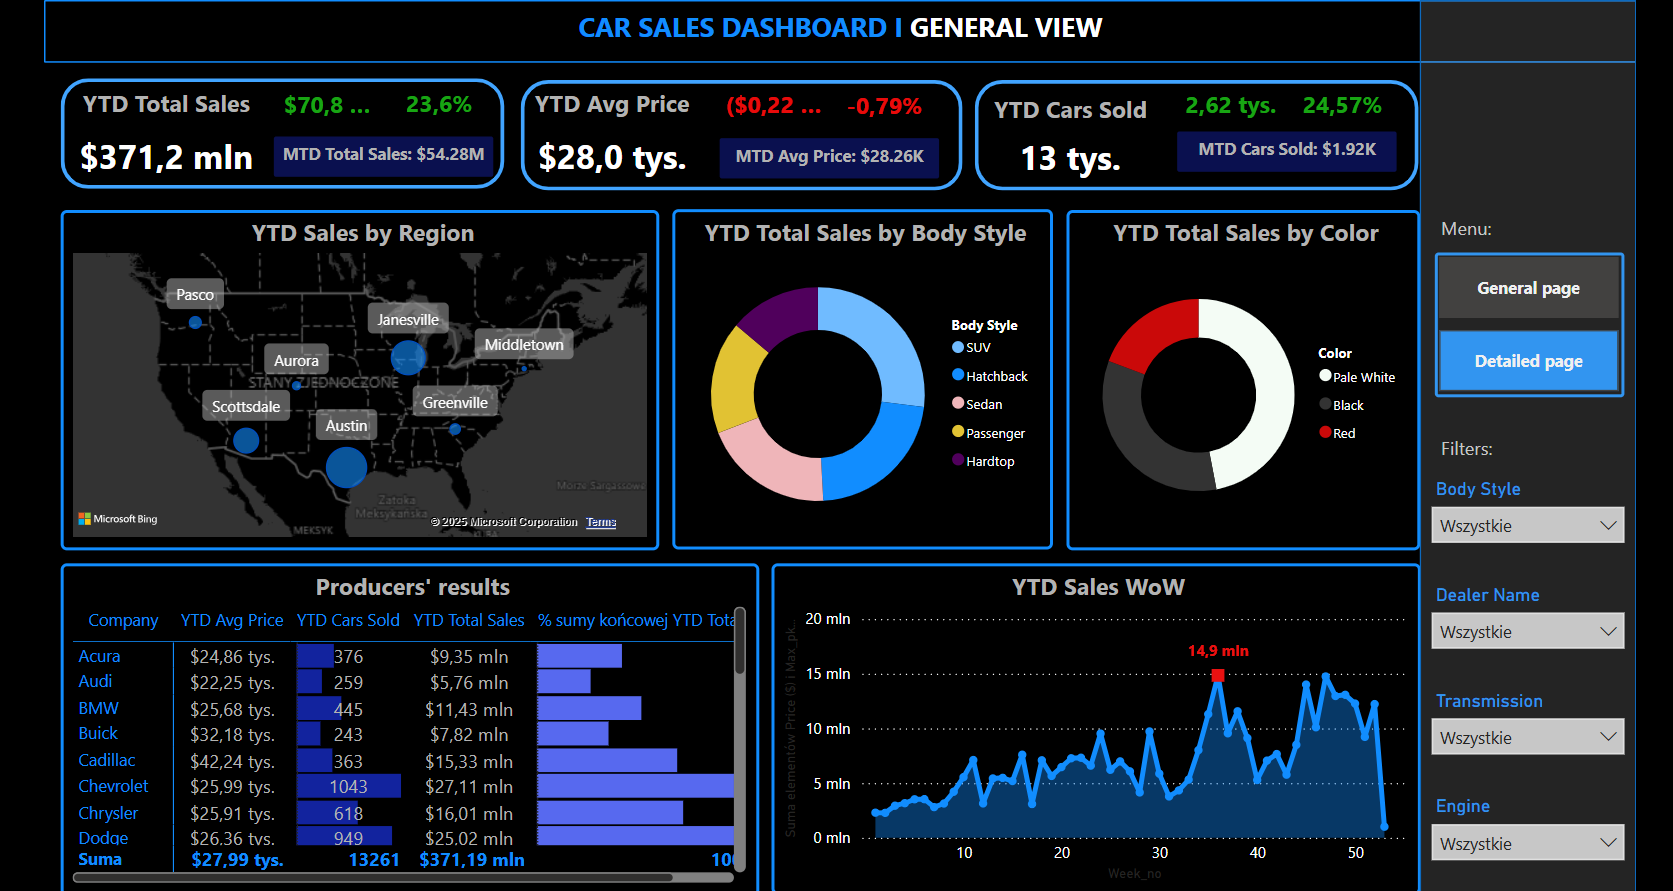 CAR SALES DASHBOARD I GENERAL VIEW
YTD Total Sales $70,8 ... 23,6%
$371,2 mln MTD Total Sales: $54.28M
YTD Avg Price ($0,22 ... -0,79%
$28,0 tys. MTD Avg Price: $28.26K
YTD Cars Sold 2,62 tys. 24,57%
13 tys. MTD Cars Sold: $1.92K
YTD Sales by Region
Pasco
Janesville
Middletown
Aurora
STANY ZJEDNOCZONE
Scottsdale
Greenville
Austin
Morze Sargassowe
Zatoka
Meksykańska
Microsoft Bing
© 2025 Microsoft Corporation Terms
MEKSYK
KUBA
YTD Total Sales by Body Style
Body Style
SUV
Hatchback
Sedan
Passenger
Hardtop
YTD Total Sales by Color
Color
Pale White
Black
Red
Producers' results
Company YTD Avg Price YTD Cars Sold YTD Total Sales % sumy końcowej YTD Tota
Acura $24,86 tys. 376 $9,35 mln
Audi $22,25 tys. 259 $5,76 mln
BMW $25,68 tys. 445 $11,43 mln
Buick $32,18 tys. 243 $7,82 mln
Cadillac $42,24 tys. 363 $15,33 mln
Chevrolet $25,99 tys. 1043 $27,11 mln
Chrysler $25,91 tys. 618 $16,01 mln
Dodge $26,36 tys. 949 $25,02 mln
Suma $27,99 tys. 13261 $371,19 mln 100
YTD Sales WoW
Suma elementów Price ($) i Max_pk...
20 mln
15 mln
10 mln
5 mln
0 mln
14,9 mln
10 20 30 40 50
Week_no
Menu:
General page
Detailed page
Filters:
Body Style
Wszystkie
Dealer Name
Wszystkie
Transmission
Wszystkie
Engine
Wszystkie